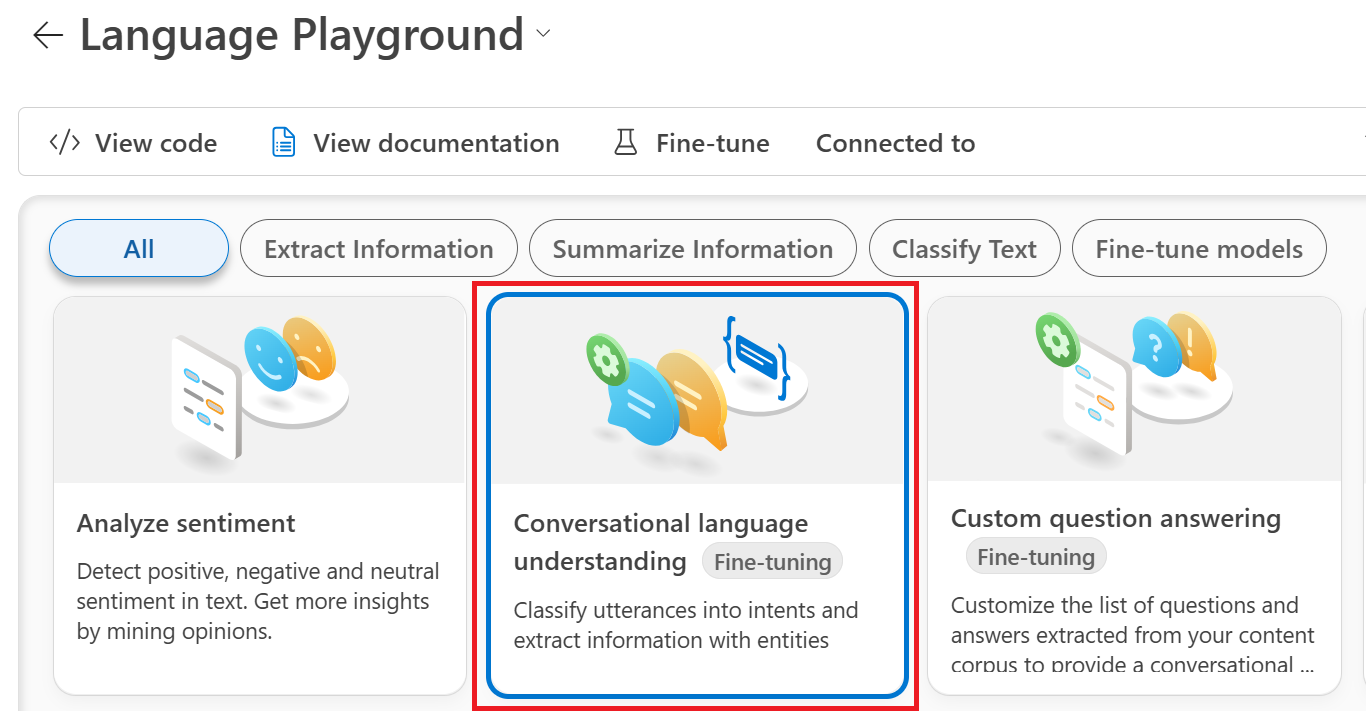 Language Playground
View code View documentation Fine-tune Connected to
All Extract Information Summarize Information Classify Text Fine-tune models
Analyze sentiment
Detect positive, negative and neutral
sentiment in text. Get more insights
by mining opinions.
Conversational language
understanding Fine-tuning
Classify utterances into intents and
extract information with entities
Custom question answering
Fine-tuning
Customize the list of questions and
answers extracted from your content
corpus to provide a conversational ...